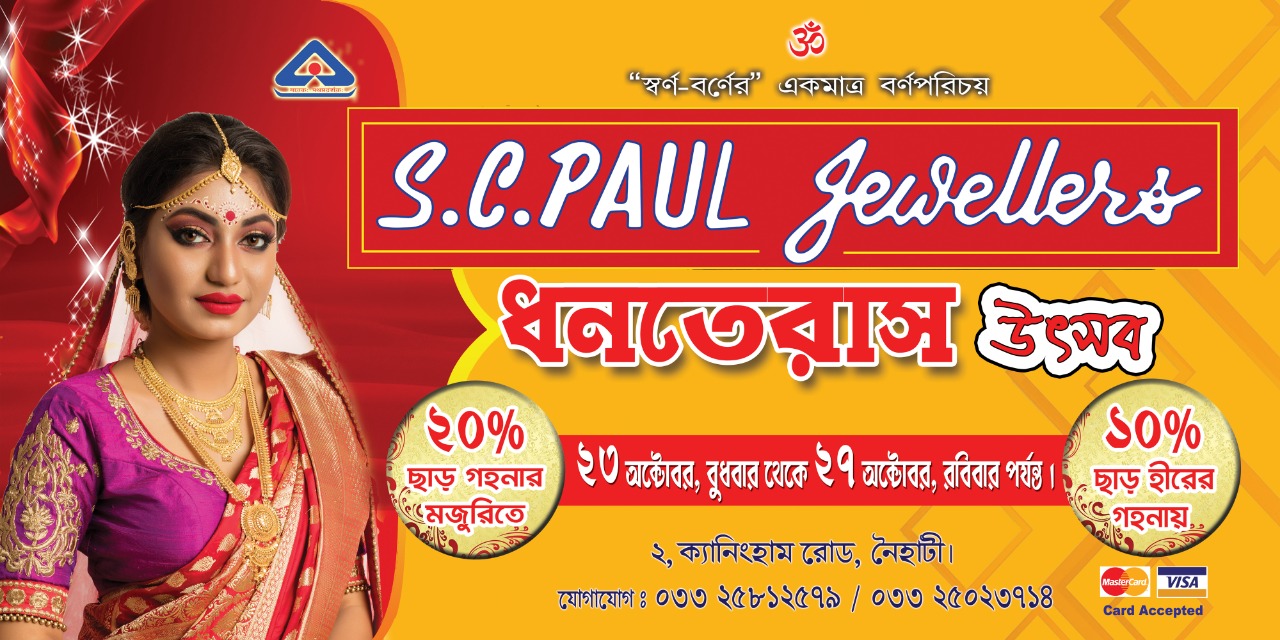 ॐ
“স্বর্ণ-বর্ণের” একমাত্র বর্ণপরিচয়
S.C.PAUL Jewellers
ধনতেরাস উৎসব
২০%
ছাড় গহনার
মজুরিতে
২৩ অক্টোবর, বুধবার থেকে ২৭ অক্টোবর, রবিবার পর্যন্ত।
১০%
ছাড় হীরের
গহনায়
২, ক্যানিংহাম রোড, নৈহাটী।
যোগাযোগ ঃ ০৩৩ ২৫৮১২৫৭৯ / ০৩৩ ২৫০২৩৭১৪
MasterCard VISA
Card Accepted